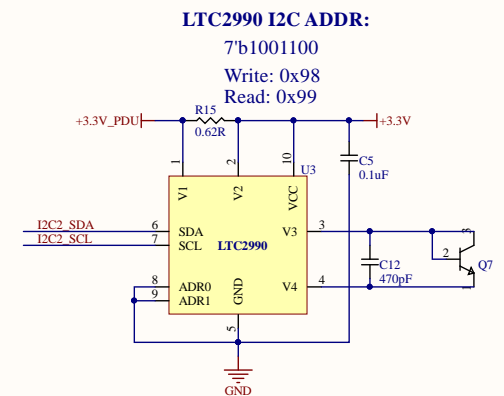 LTC2990 I2C ADDR:
7'b1001100
Write: 0x98
Read: 0x99
R15
+3.3V_PDU
+3.3V
0.62R
1
2
10
U3
C5
0.1uF
V1
V2
VCC
I2C2_SDA
6
SDA
V3
3
3
I2C2_SCL
7
SCL
LTC2990
2
Q7
C12
470pF
8
ADR0
V4
4
1
9
ADR1
GND
5
GND